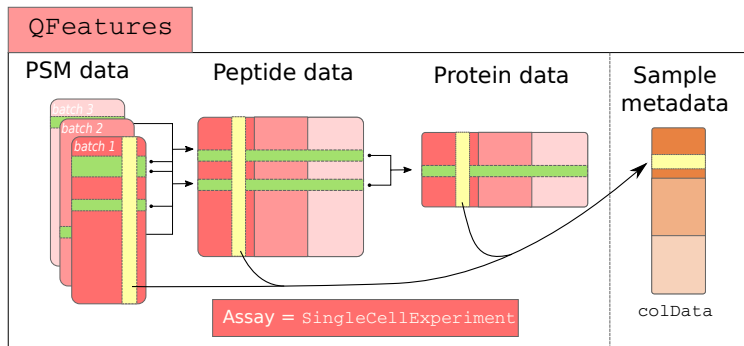 QFeatures
PSM data
Peptide data
Protein data
Sample
metadata
batch 3
batch 2
batch 1
Assay = SingleCellExperiment
colData